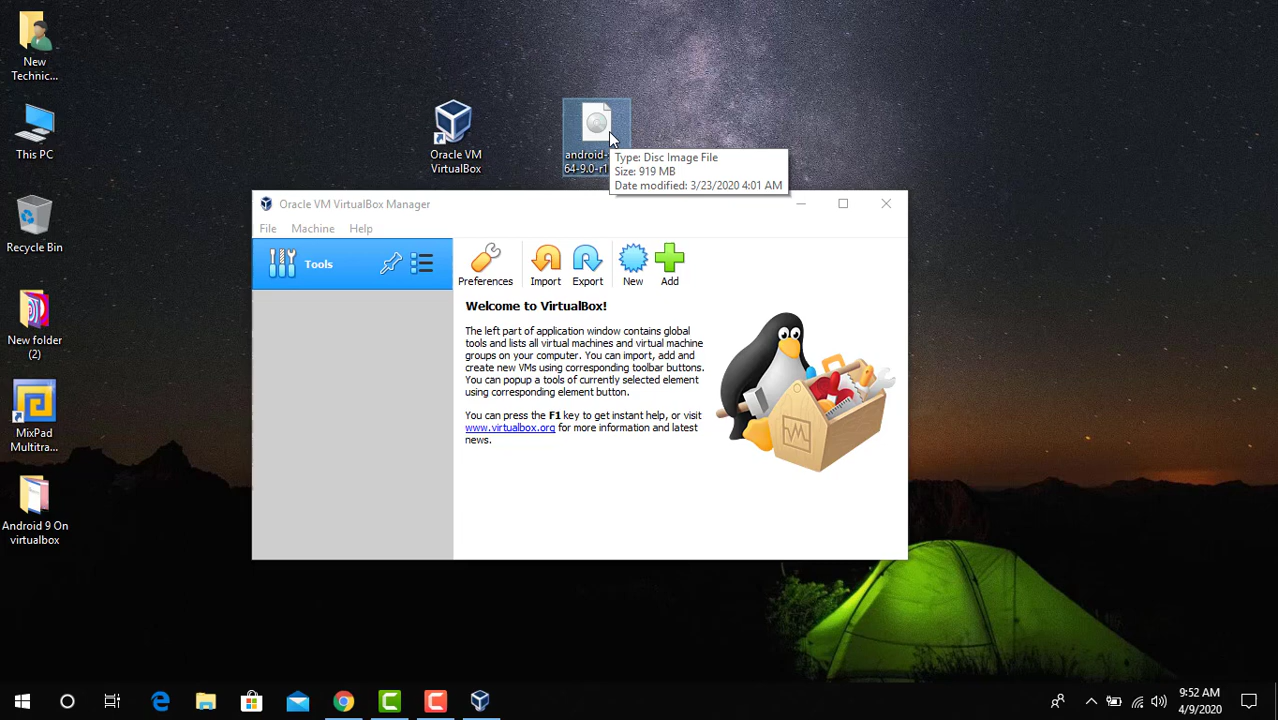 New
Technic...
This PC
Recycle Bin
New folder
(2)
MixPad
Multitra...
Android 9 On
virtualbox
Oracle VM
VirtualBox
android-
64-9.0-r1
Type: Disc Image File
Size: 919 MB
Date modified: 3/23/2020 4:01 AM
Oracle VM VirtualBox Manager
File Machine Help
Tools
Preferences
Import
Export
New
Add
Welcome to VirtualBox!
The left part of application window contains global
tools and lists all virtual machines and virtual machine
groups on your computer. You can import, add and
create new VMs using corresponding toolbar buttons.
You can popup a tools of currently selected element
using corresponding element button.
You can press the F1 key to get instant help, or visit
www.virtualbox.org for more information and latest
news.
9:52 AM
4/9/2020